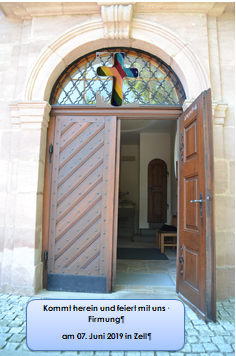 Kommt herein und feiert mit uns ·
Firmung¶
am 07. Juni 2019 in Zell¶